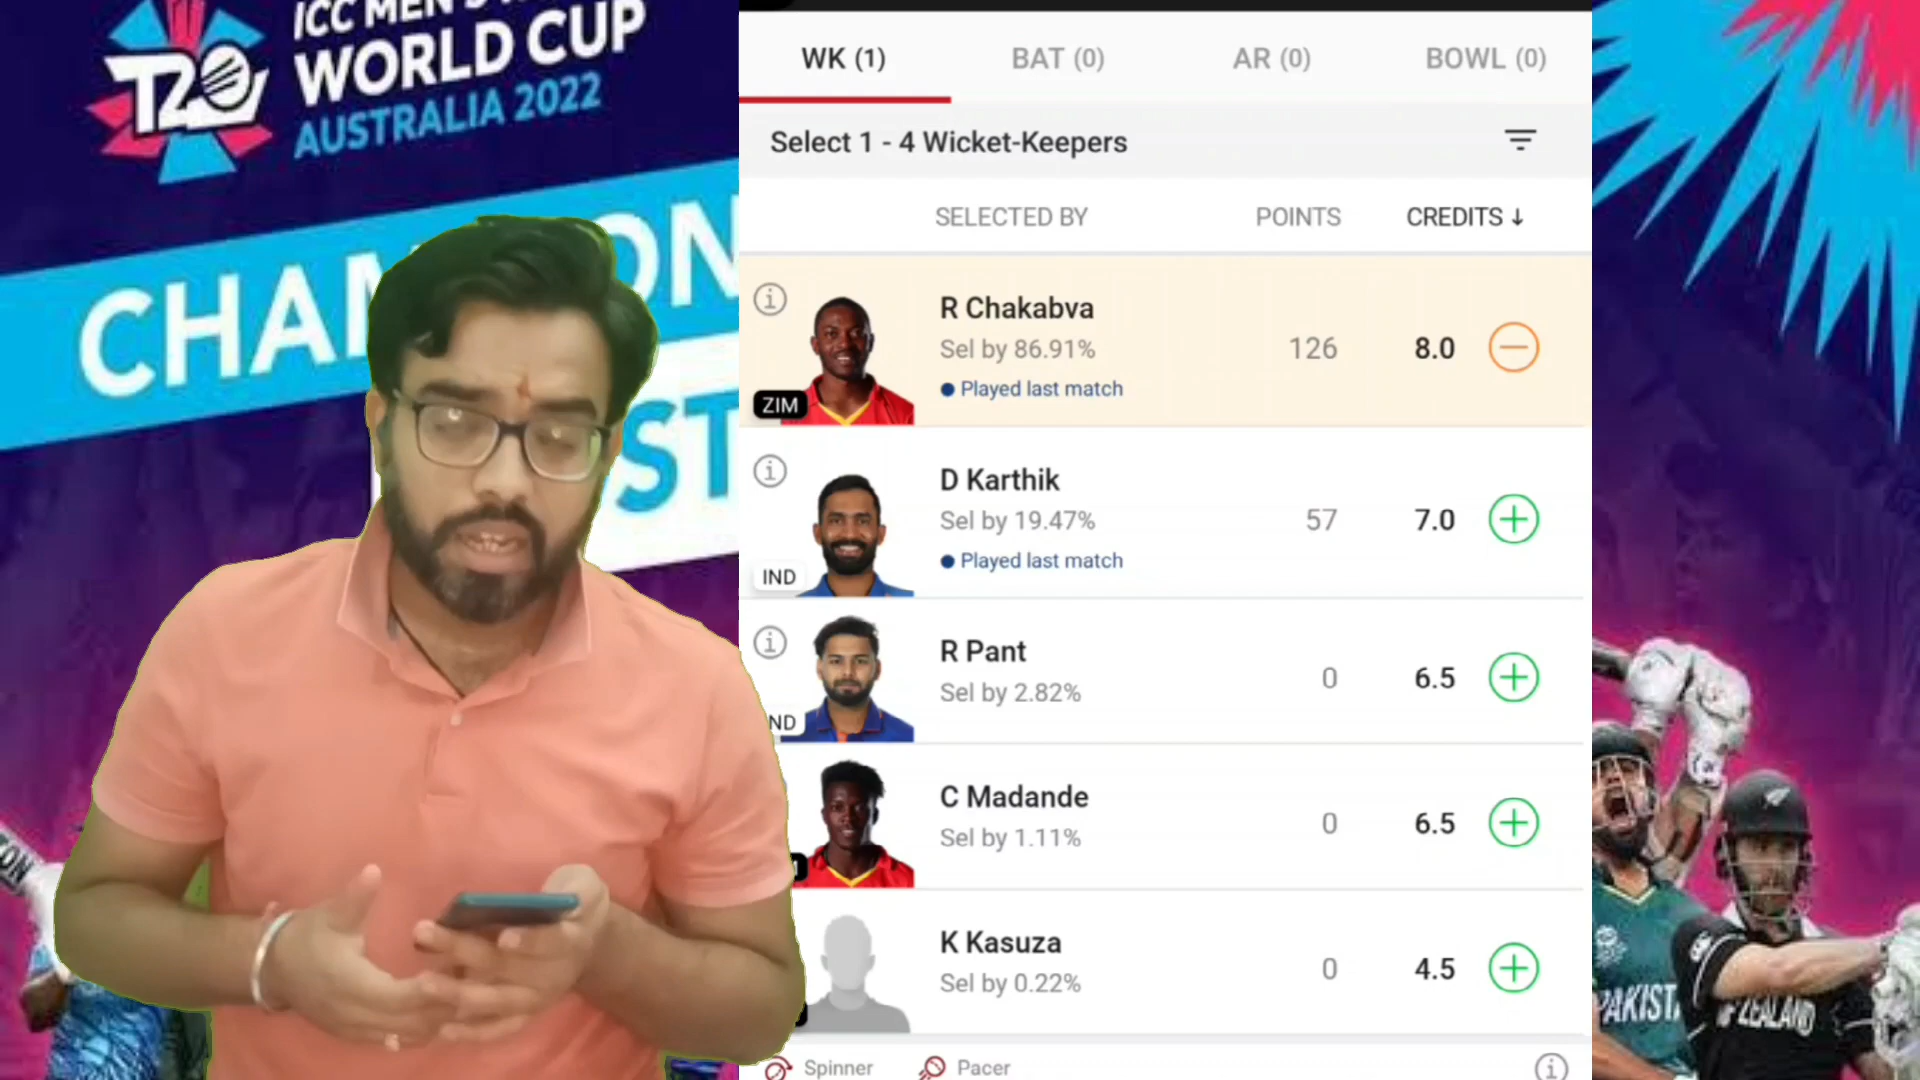 WORLD CUP
AUSTRALIA 2022
T20
WK (1)
BAT (0)
AR (0)
BOWL (0)
Select 1 - 4 Wicket-Keepers
SELECTED BY
POINTS
CREDITS ↓
R Chakabva
Sel by 86.91%
Played last match
126
8.0
ZIM
D Karthik
Sel by 19.47%
Played last match
57
7.0
IND
R Pant
Sel by 2.82%
0
6.5
ND
C Madande
Sel by 1.11%
0
6.5
K Kasuza
Sel by 0.22%
0
4.5
Spinner
Pacer
ZEALAND